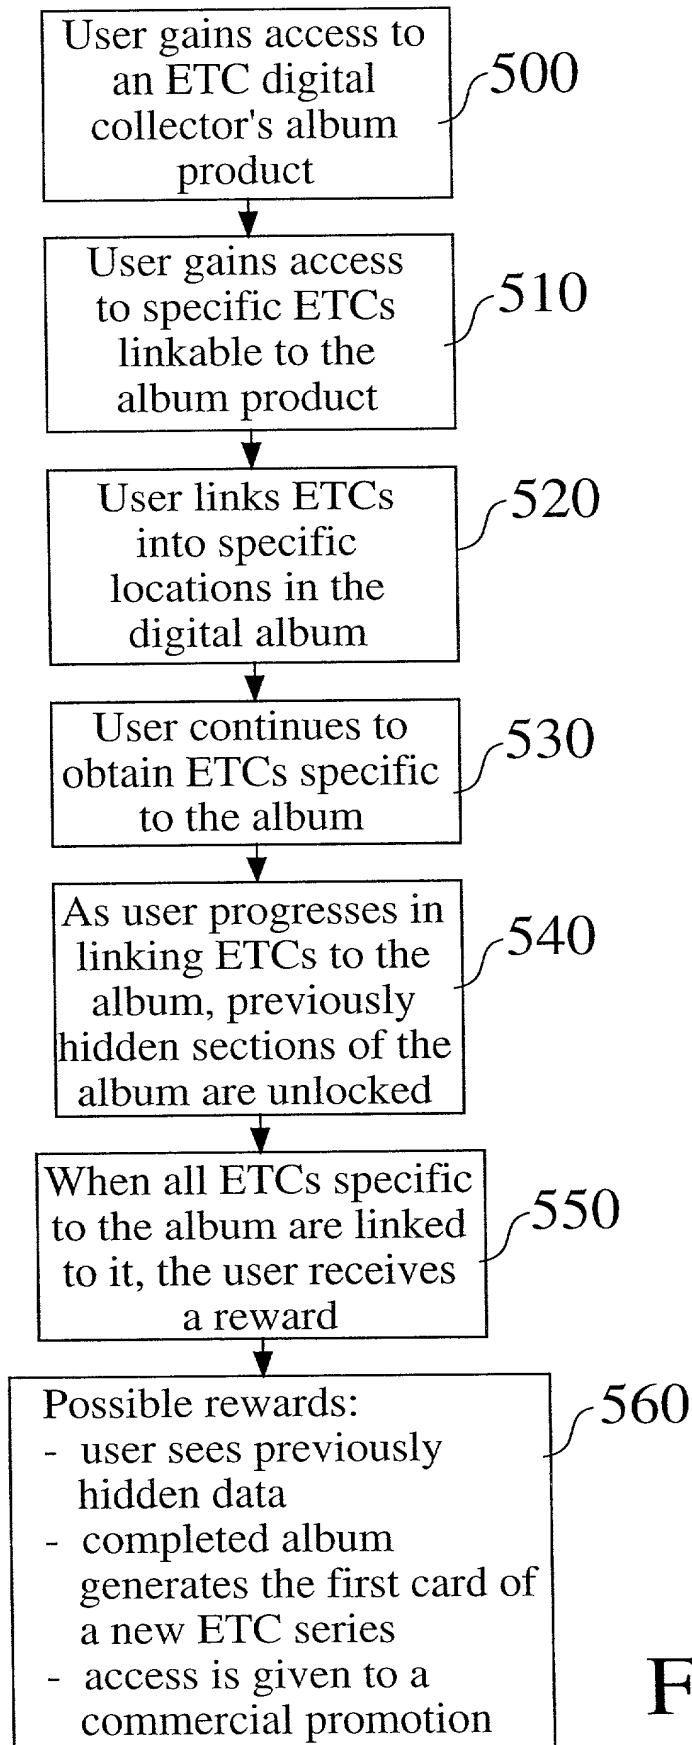 User gains access to
an ETC digital
collector's album
product
500
User gains access
to specific ETCs
linkable to the
album product
510
User links ETCs
into specific
locations in the
digital album
520
User continues to
obtain ETCs specific
to the album
530
As user progresses in
linking ETCs to the
album, previously
hidden sections of the
album are unlocked
540
When all ETCs specific
to the album are linked
to it, the user receives
a reward
550
Possible rewards:
- user sees previously
hidden data
- completed album
generates the first card of
a new ETC series
- access is given to a
commercial promotion
560
F